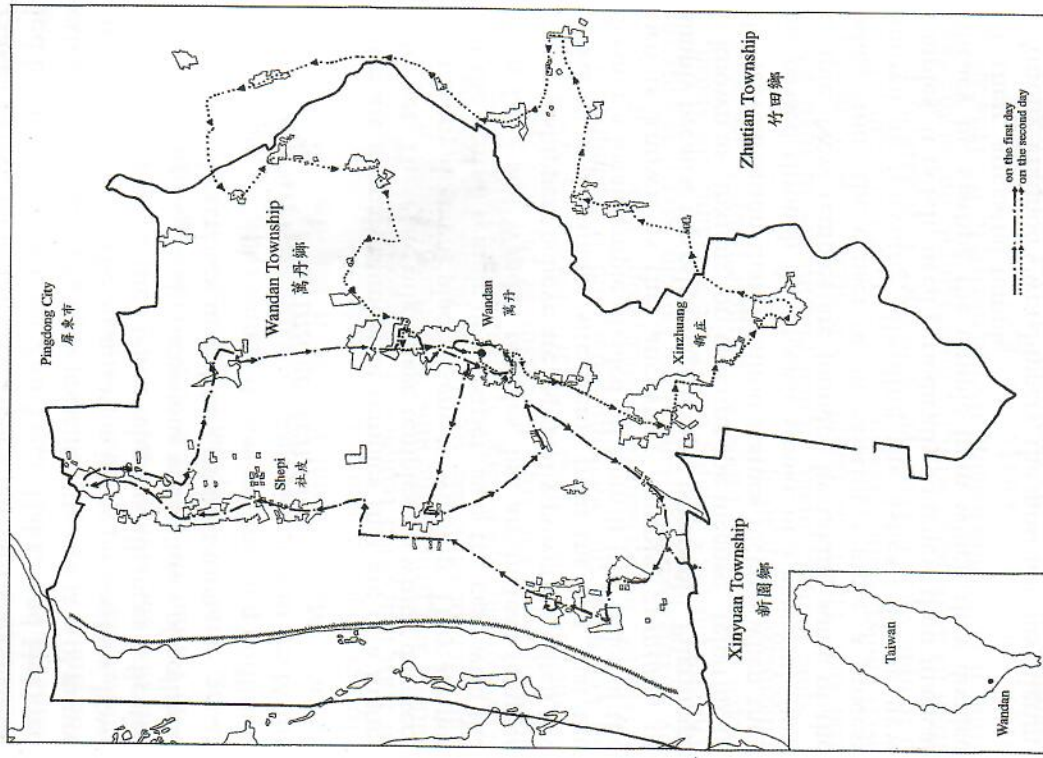 Pingdong City
屏東市
Wandan Township
萬丹鄉
Shepi
社皮
Wandan
萬丹
Xinzhuang
新庄
Zhutian Township
竹田鄉
Xinyuan Township
新園鄉
on the first day
on the second day
Taiwan
Wandan